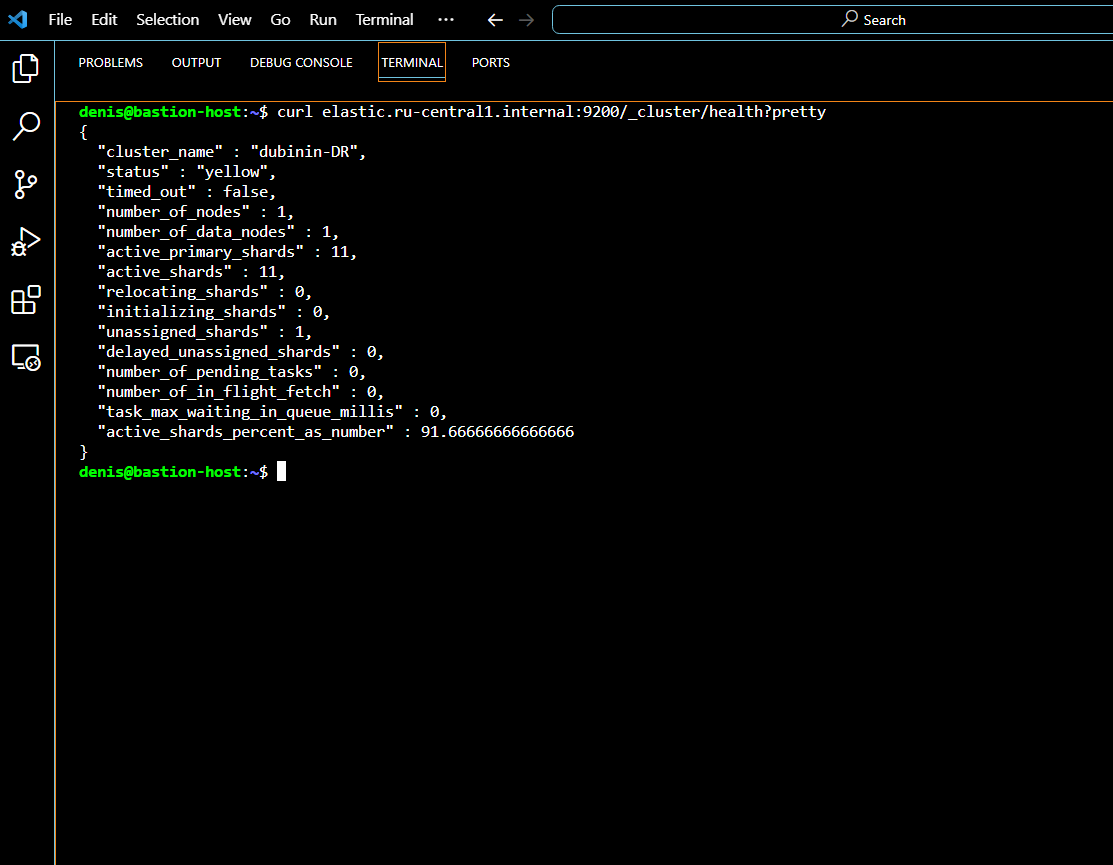 File Edit Selection View Go Run Terminal ··· Search
PROBLEMS OUTPUT DEBUG CONSOLE TERMINAL PORTS
denis@bastion-host:~$ curl elastic.ru-central1.internal:9200/_cluster/health?pretty
{
  "cluster_name" : "dubinin-DR",
  "status" : "yellow",
  "timed_out" : false,
  "number_of_nodes" : 1,
  "number_of_data_nodes" : 1,
  "active_primary_shards" : 11,
  "active_shards" : 11,
  "relocating_shards" : 0,
  "initializing_shards" : 0,
  "unassigned_shards" : 1,
  "delayed_unassigned_shards" : 0,
  "number_of_pending_tasks" : 0,
  "number_of_in_flight_fetch" : 0,
  "task_max_waiting_in_queue_millis" : 0,
  "active_shards_percent_as_number" : 91.66666666666666
}
denis@bastion-host:~$